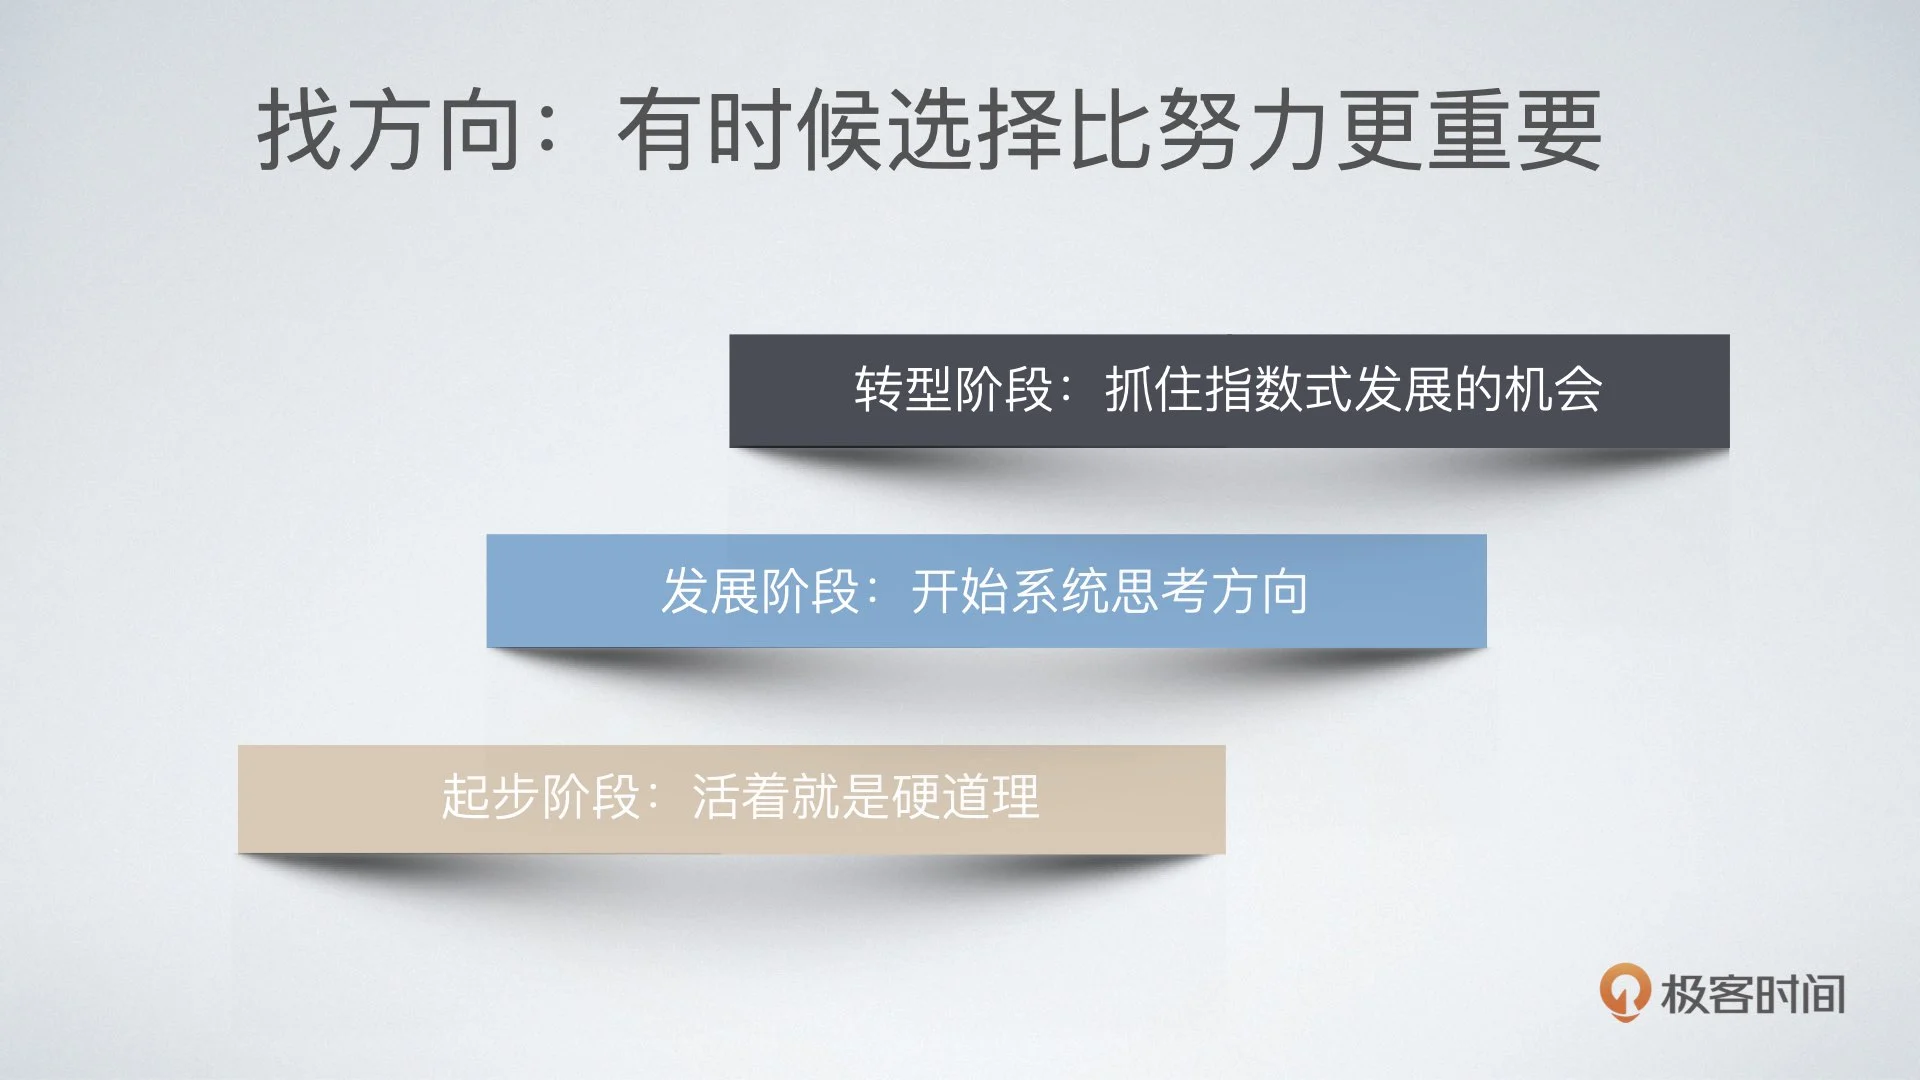 找方向：有时候选择比努力更重要
转型阶段：抓住指数式发展的机会
发展阶段：开始系统思考方向
起步阶段：活着就是硬道理
极客时间